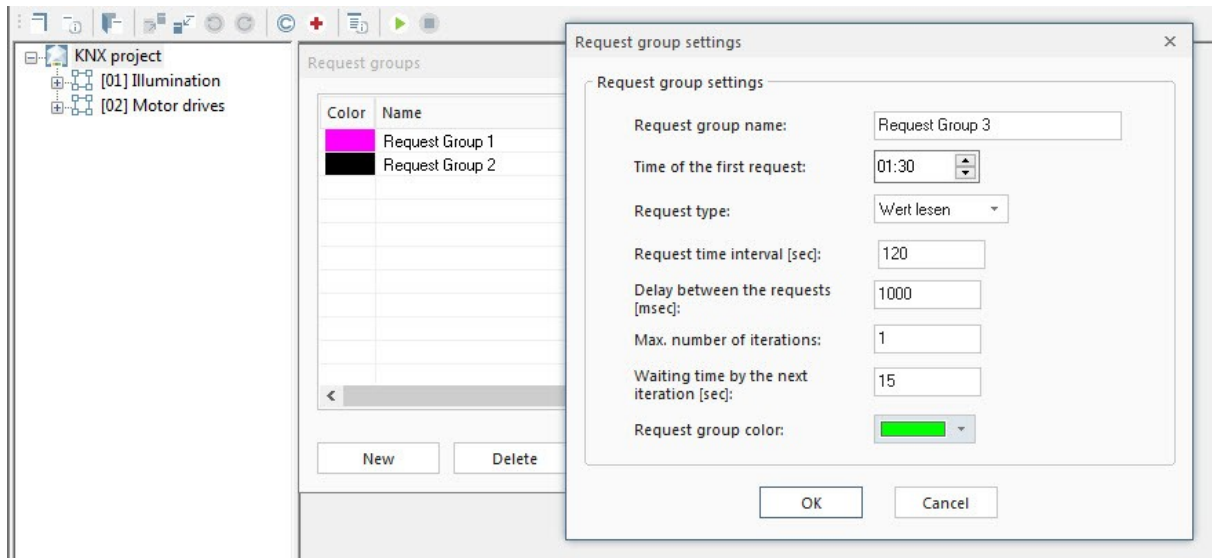 KNX project
[01] Illumination
[02] Motor drives
Request groups
Color Name
Request Group 1
Request Group 2
New Delete
Request group settings
Request group settings
Request group name: Request Group 3
Time of the first request: 01:30
Request type: Wert lesen
Request time interval [sec]: 120
Delay between the requests
[msec]: 1000
Max. number of iterations: 1
Waiting time by the next
iteration [sec]: 15
Request group color:
OK Cancel